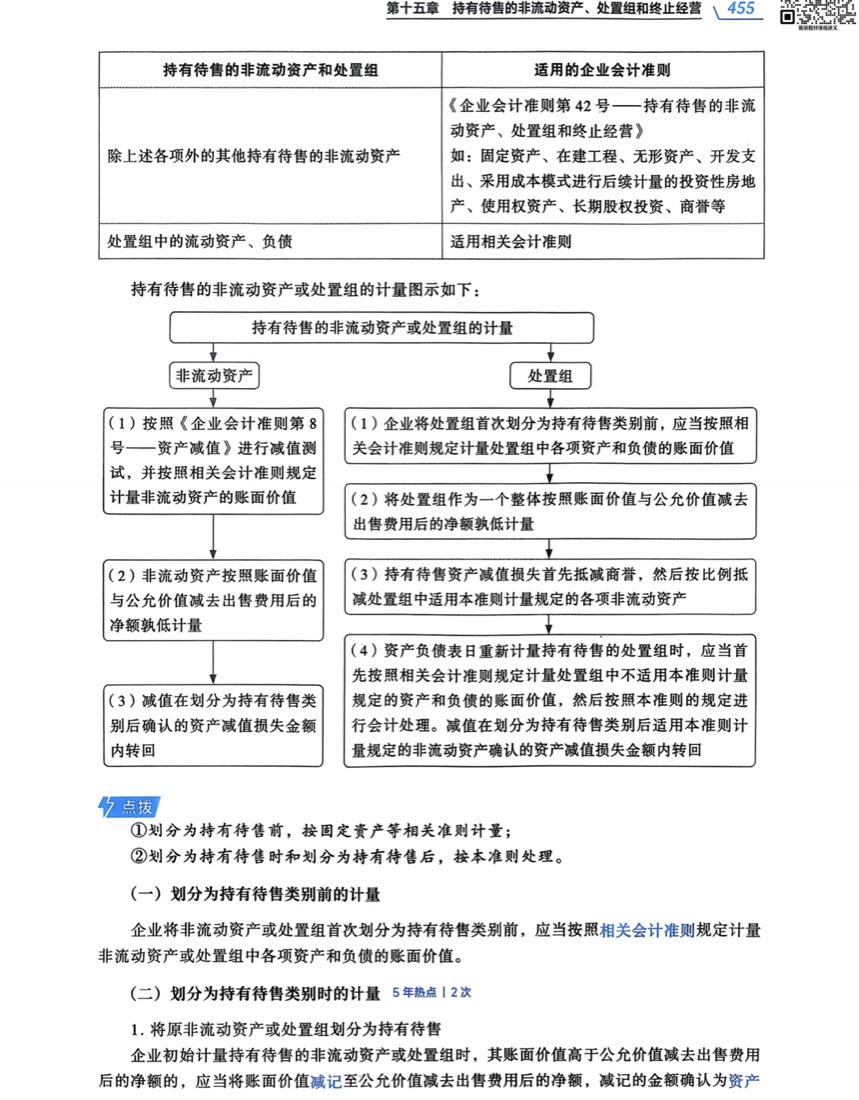 第十五章　持有待售的非流动资产、处置组和终止经营　455
持有待售的非流动资产和处置组
适用的企业会计准则
除上述各项外的其他持有待售的非流动资产
《企业会计准则第 42 号——持有待售的非流
动资产、处置组和终止经营》
如：固定资产、在建工程、无形资产、开发支
出、采用成本模式进行后续计量的投资性房地
产、使用权资产、长期股权投资、商誉等
处置组中的流动资产、负债
适用相关会计准则
持有待售的非流动资产或处置组的计量图示如下：
持有待售的非流动资产或处置组的计量
非流动资产
（1）按照《企业会计准则第 8
号——资产减值》进行减值测
试，并按照相关会计准则规定
计量非流动资产的账面价值
（2）非流动资产按照账面价值
与公允价值减去出售费用后的
净额孰低计量
（3）减值在划分为持有待售类
别后确认的资产减值损失金额
内转回
处置组
（1）企业将处置组首次划分为持有待售类别前，应当按照相
关会计准则规定计量处置组中各项资产和负债的账面价值
（2）将处置组作为一个整体按照账面价值与公允价值减去
出售费用后的净额孰低计量
（3）持有待售资产减值损失首先抵减商誉，然后按比例抵
减处置组中适用本准则计量规定的各项非流动资产
（4）资产负债表日重新计量持有待售的处置组时，应当首
先按照相关会计准则规定计量处置组中不适用本准则计量
规定的资产和负债的账面价值，然后按照本准则的规定进
行会计处理。减值在划分为持有待售类别后适用本准则计
量规定的非流动资产确认的资产减值损失金额内转回
点拨
①划分为持有待售前，按固定资产等相关准则计量；
②划分为持有待售时和划分为持有待售后，按本准则处理。
（一）划分为持有待售类别前的计量
企业将非流动资产或处置组首次划分为持有待售类别前，应当按照相关会计准则规定计量
非流动资产或处置组中各项资产和负债的账面价值。
（二）划分为持有待售类别时的计量　5 年热点 | 2 次
1. 将原非流动资产或处置组划分为持有待售
企业初始计量持有待售的非流动资产或处置组时，其账面价值高于公允价值减去出售费用
后的净额的，应当将账面价值减记至公允价值减去出售费用后的净额，减记的金额确认为资产